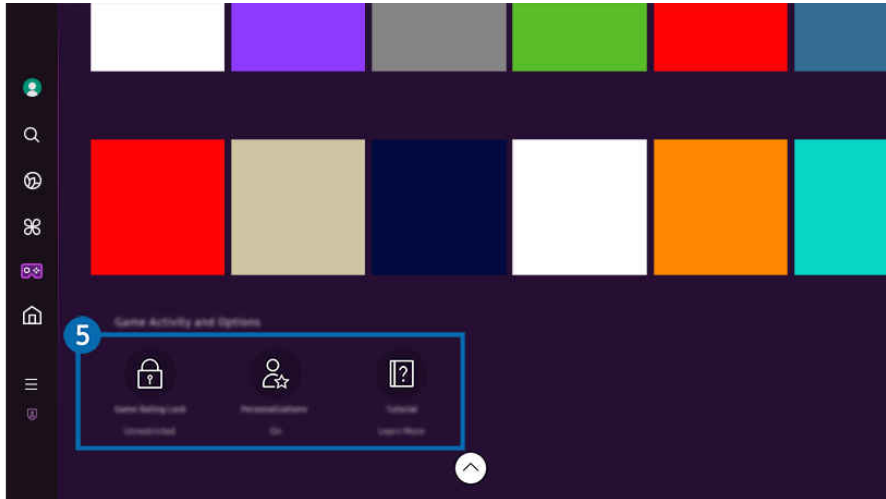 Game Activity and Options
5
Game Rating Lock
Personalizations
Tutorial
Unrestricted
On
Learn More